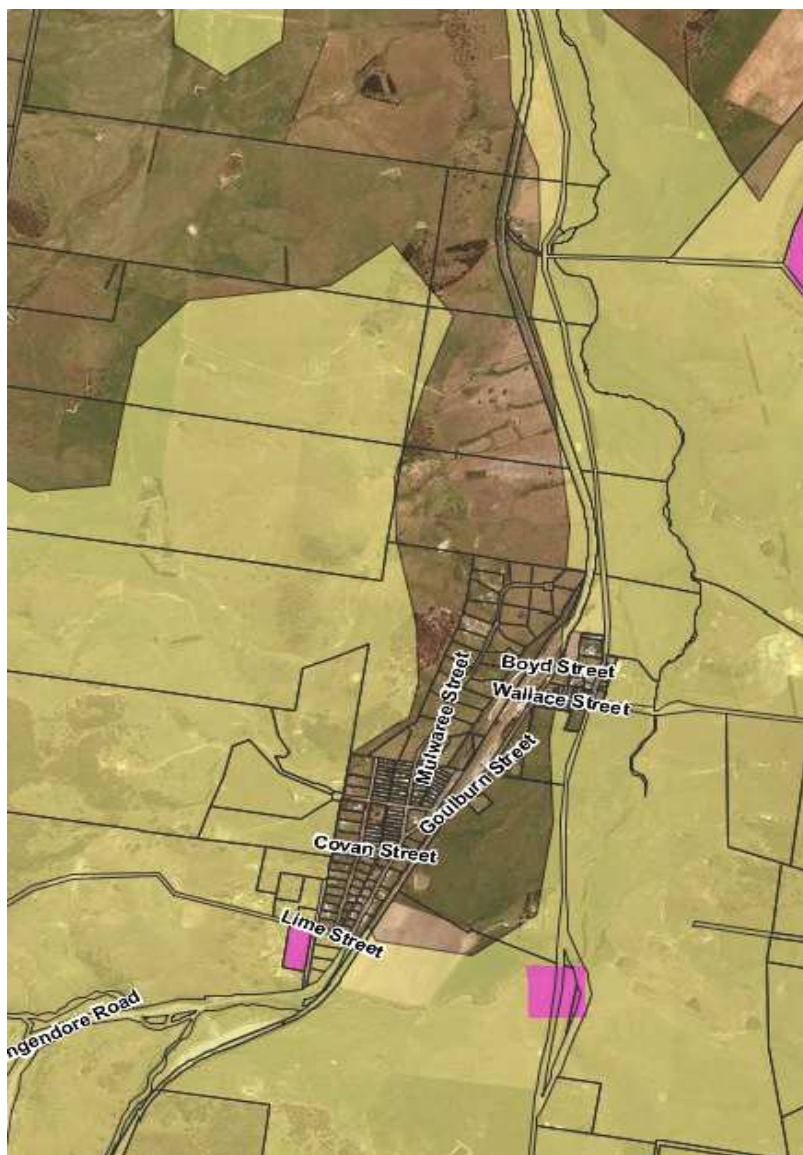 Boyd Street
Wallace Street
Mulwaree Street
Goulburn Street
Covan Street
Lime Street
ngendore Road